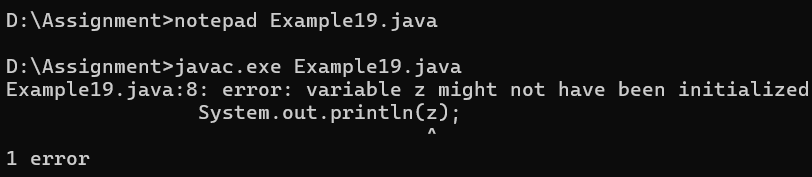 D:\Assignment>notepad Example19.java
D:\Assignment>javac.exe Example19.java
Example19.java:8: error: variable z might not have been initialized
                System.out.println(z);
                                   ^
1 error